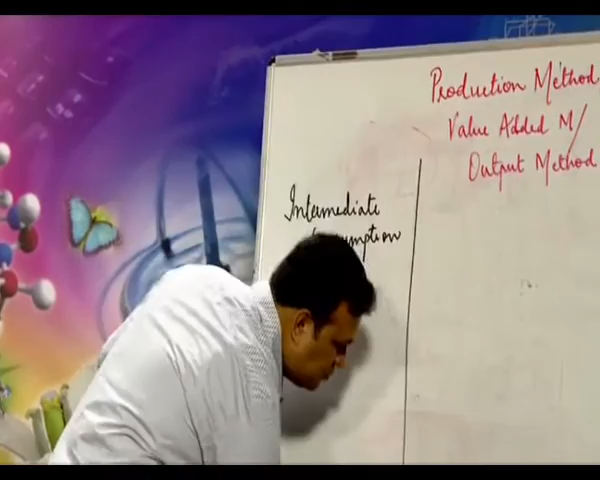 Production Method
Value Added M/
Output Method
Intermediate